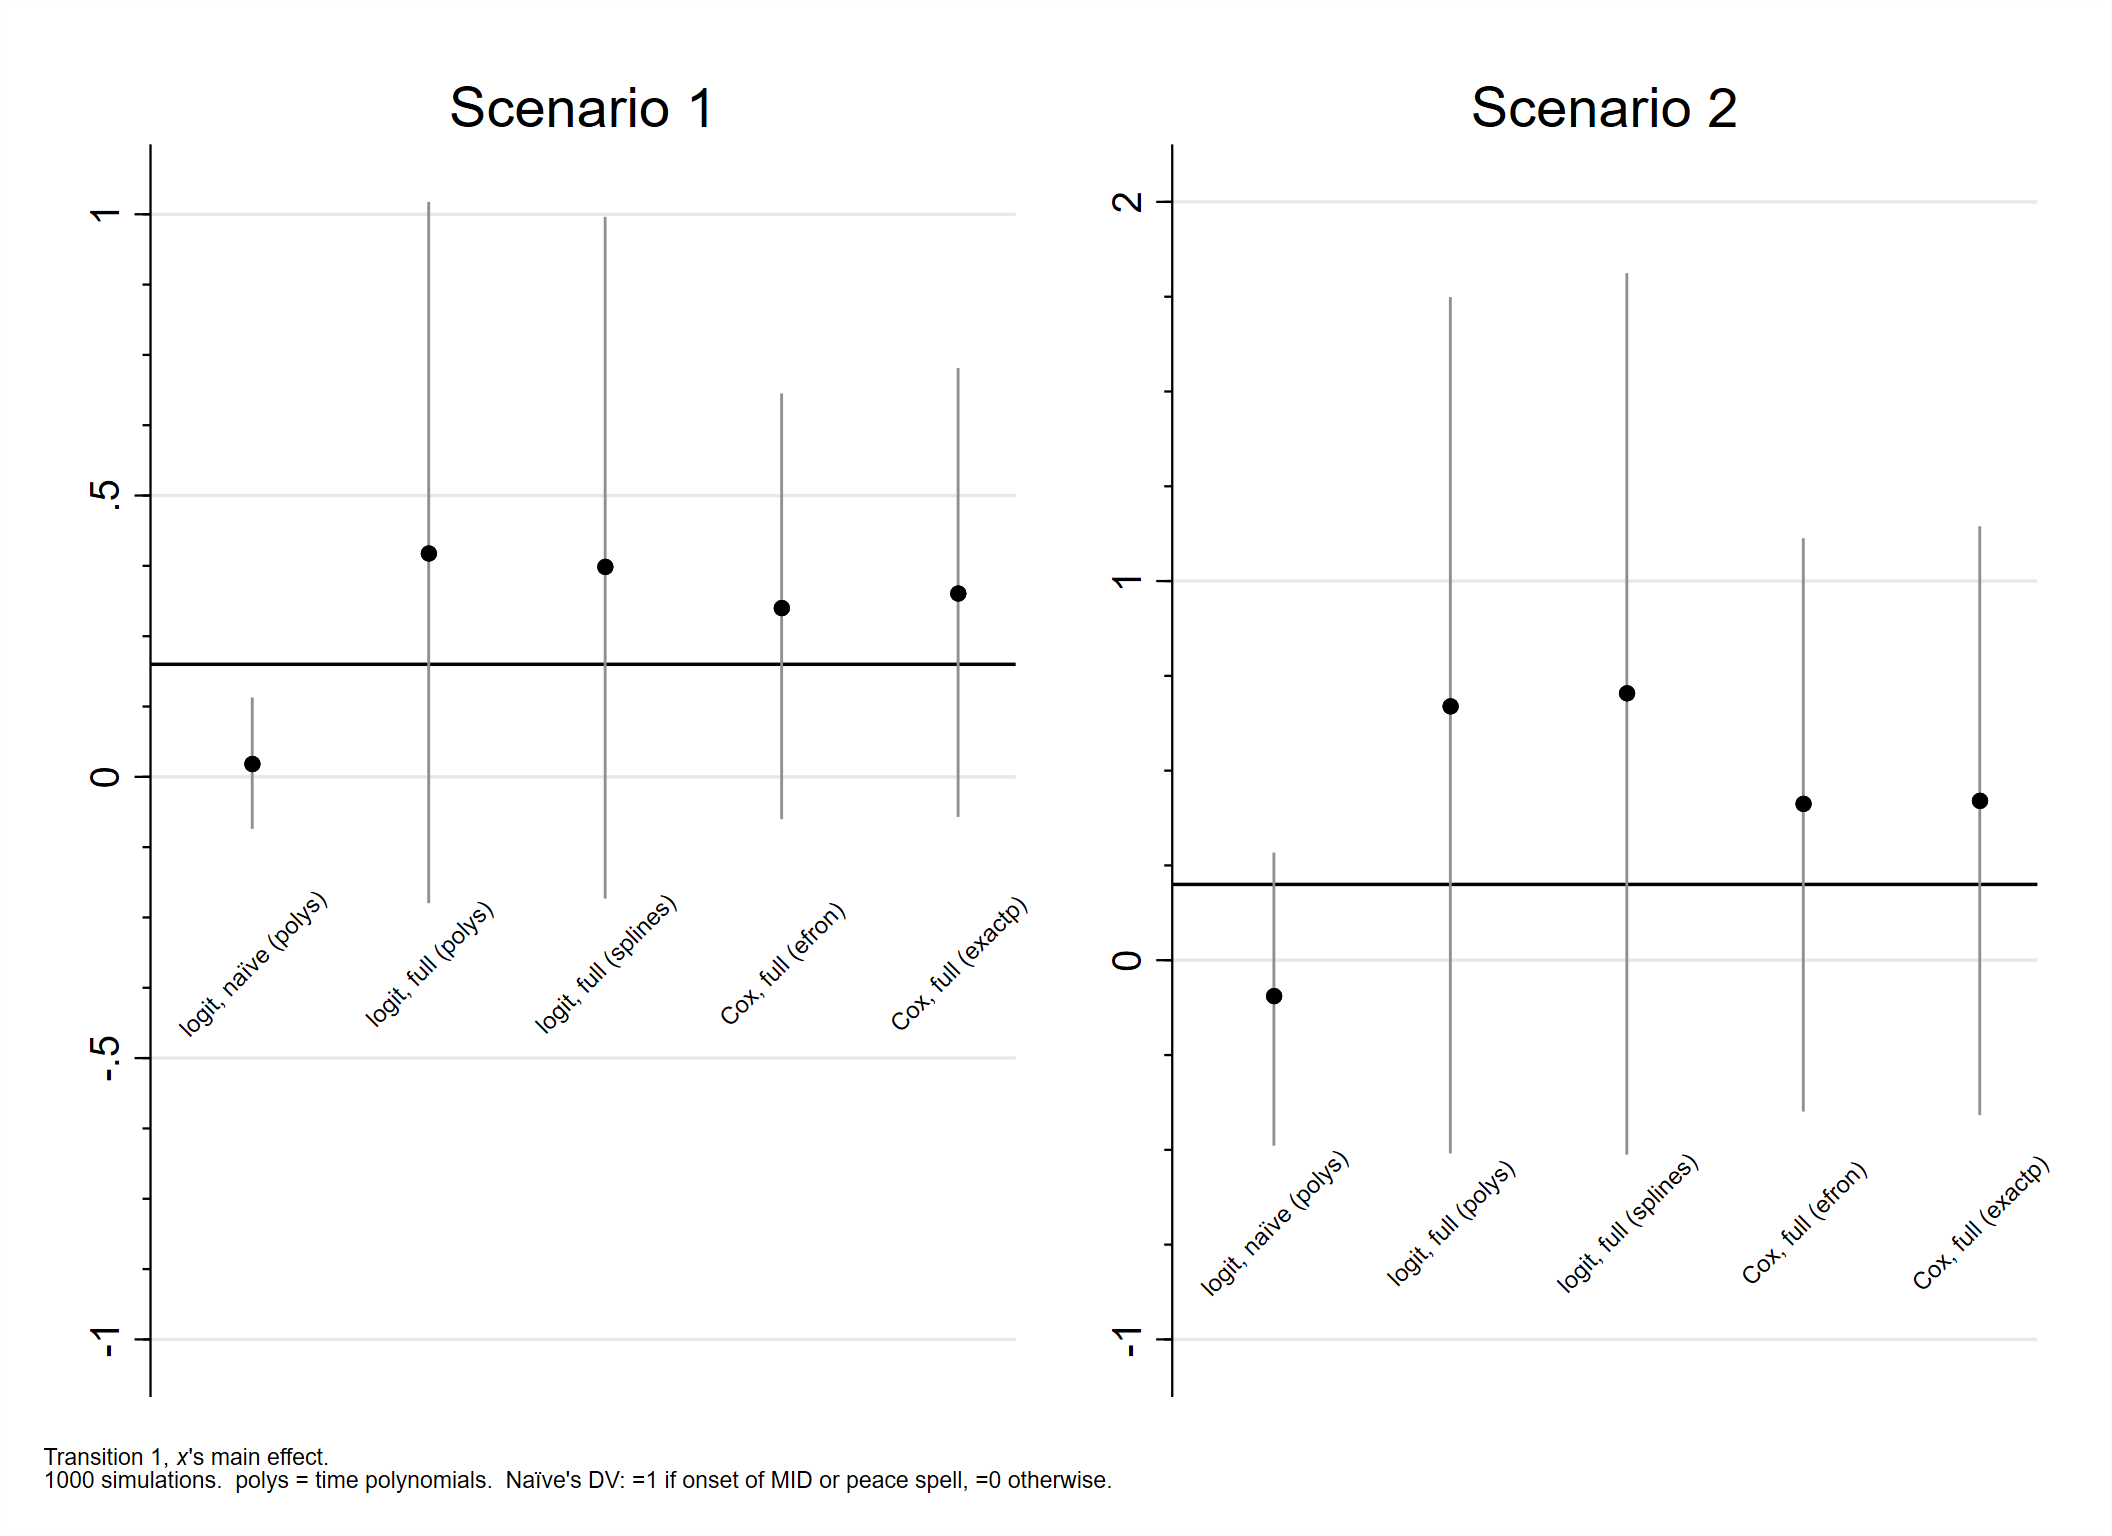 Scenario 1
1
.5
0
-.5
-1
logit, naïve (polys)
logit, full (polys)
logit, full (splines)
Cox, full (efron)
Cox, full (exactp)
Scenario 2
2
1
0
-1
logit, naïve (polys)
logit, full (polys)
logit, full (splines)
Cox, full (efron)
Cox, full (exactp)
Transition 1, x's main effect.
1000 simulations.  polys = time polynomials.  Naïve's DV: =1 if onset of MID or peace spell, =0 otherwise.